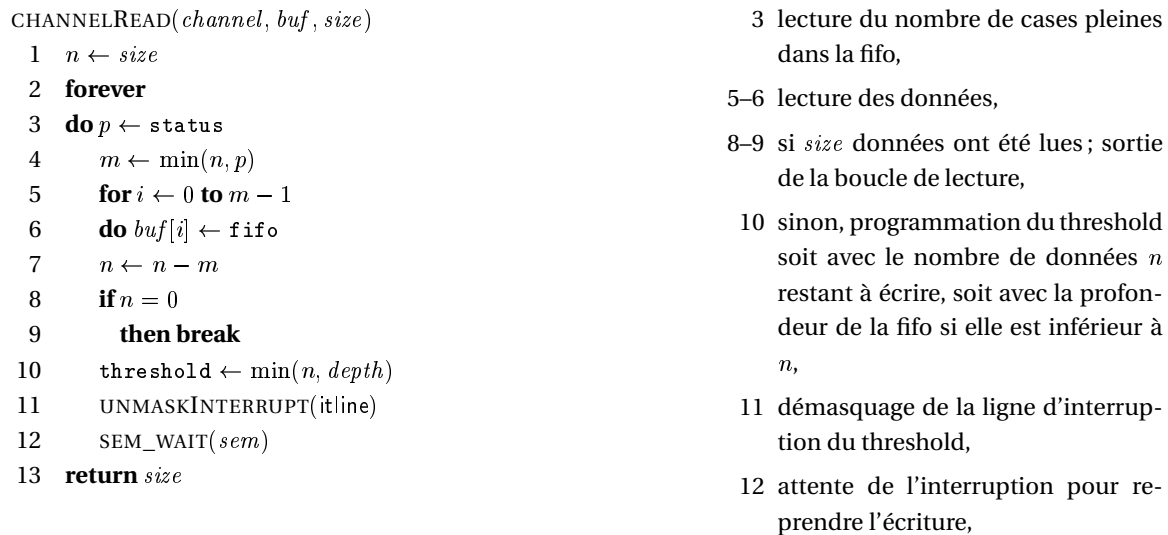 CHANNELREAD(channel, buf, size)
1 n ← size
2 forever
3 do p ← status
4 m ← min(n, p)
5 for i ← 0 to m − 1
6 do buf[i] ← fifo
7 n ← n − m
8 if n = 0
9 then break
10 threshold ← min(n, depth)
11 UNMASKINTERRUPT(itline)
12 SEM_WAIT(sem)
13 return size
3 lecture du nombre de cases pleines
dans la fifo,
5–6 lecture des données,
8–9 si size données ont été lues ; sortie
de la boucle de lecture,
10 sinon, programmation du threshold
soit avec le nombre de données n
restant à écrire, soit avec la profon-
deur de la fifo si elle est inférieur à
n,
11 démasquage de la ligne d'interrup-
tion du threshold,
12 attente de l'interruption pour re-
prendre l'écriture,